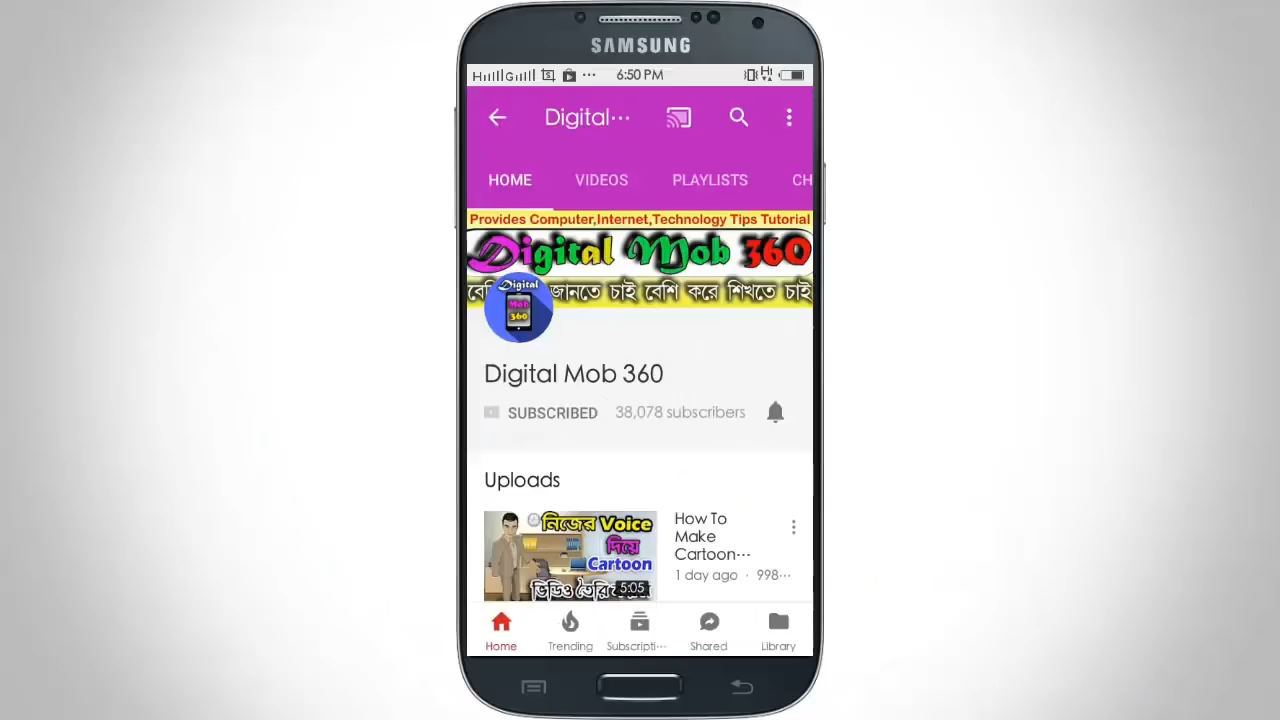 SAMSUNG
6:50 PM
Digital···
HOME VIDEOS PLAYLISTS CH
Provides Computer,Internet,Technology Tips Tutorial
Digital Mob 360
জানতে চাই বেশি করে শিখতে চাই
Digital
Mob
360
Digital Mob 360
SUBSCRIBED 38,078 subscribers
Uploads
নিজের Voice
দিয়ে
Cartoon
ভিডিও
5:05
How To
Make
Cartoon···
1 day ago · 998···
Home Trending Subscripti··· Shared Library